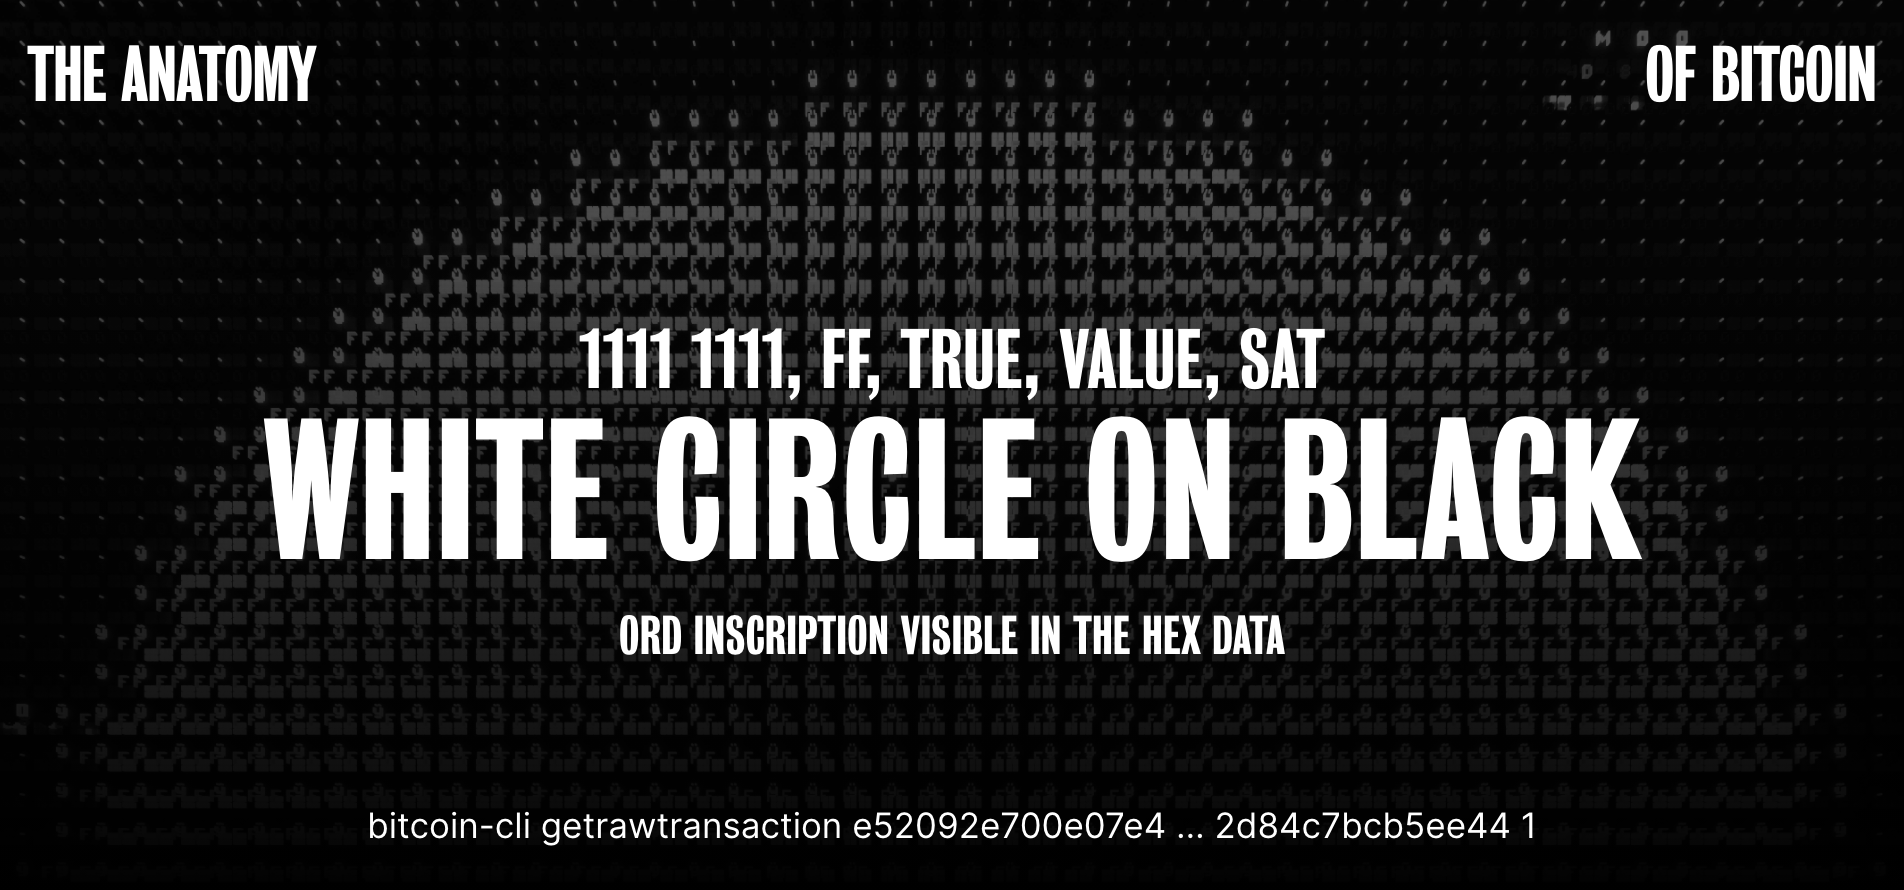 THE ANATOMY
OF BITCOIN
1111 1111, FF, TRUE, VALUE, SAT
WHITE CIRCLE ON BLACK
ORD INSCRIPTION VISIBLE IN THE HEX DATA
bitcoin-cli getrawtransaction e52092e700e07e4 ... 2d84c7bcb5ee44 1